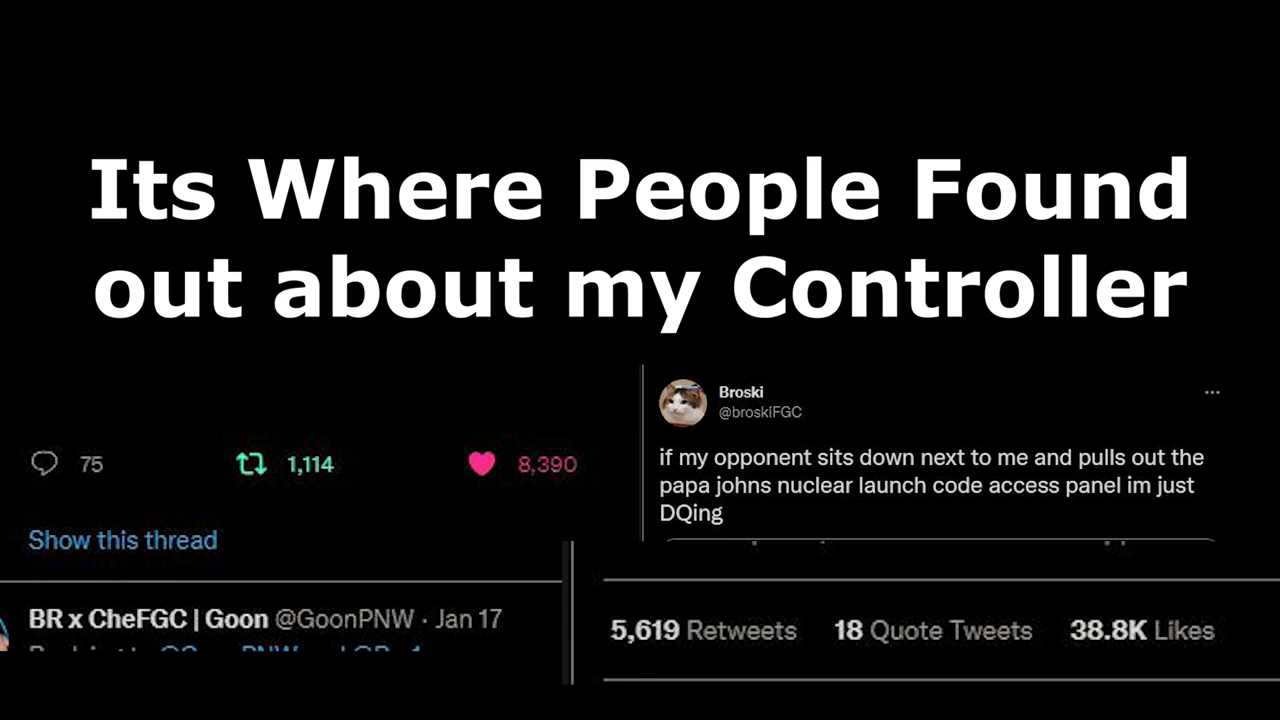 Its Where People Found
out about my Controller
Broski
@broskiFGC
if my opponent sits down next to me and pulls out the
papa johns nuclear launch code access panel im just
DQing
75 1,114 8,390
Show this thread
BR x CheFGC | Goon @GoonPNW · Jan 17
5,619 Retweets 18 Quote Tweets 38.8K Likes